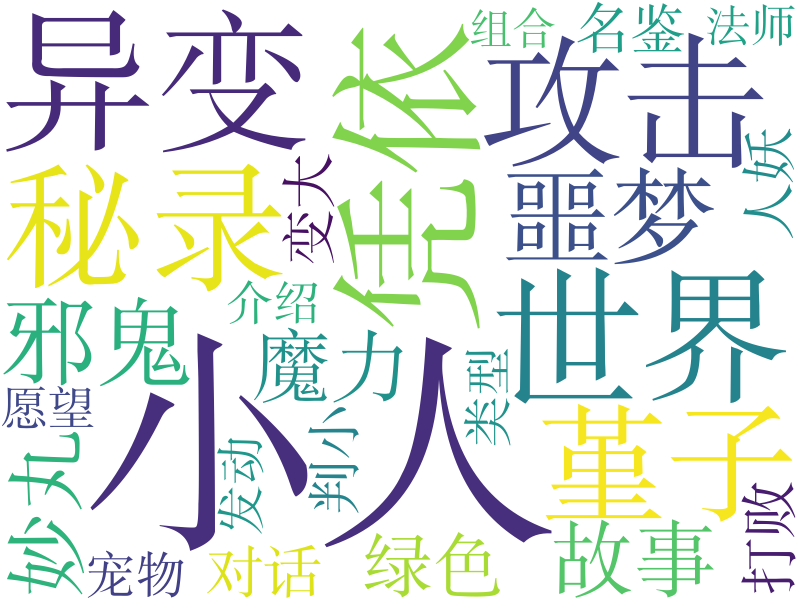 异变
凭依
组合
名鉴
法师
攻击
人妖
秘录
变大
噩梦
邪鬼
介绍
魔力
世界
小人
类型
愿望
妙丸
发动
判小
堇子
打败
宠物
对话
绿色
故事